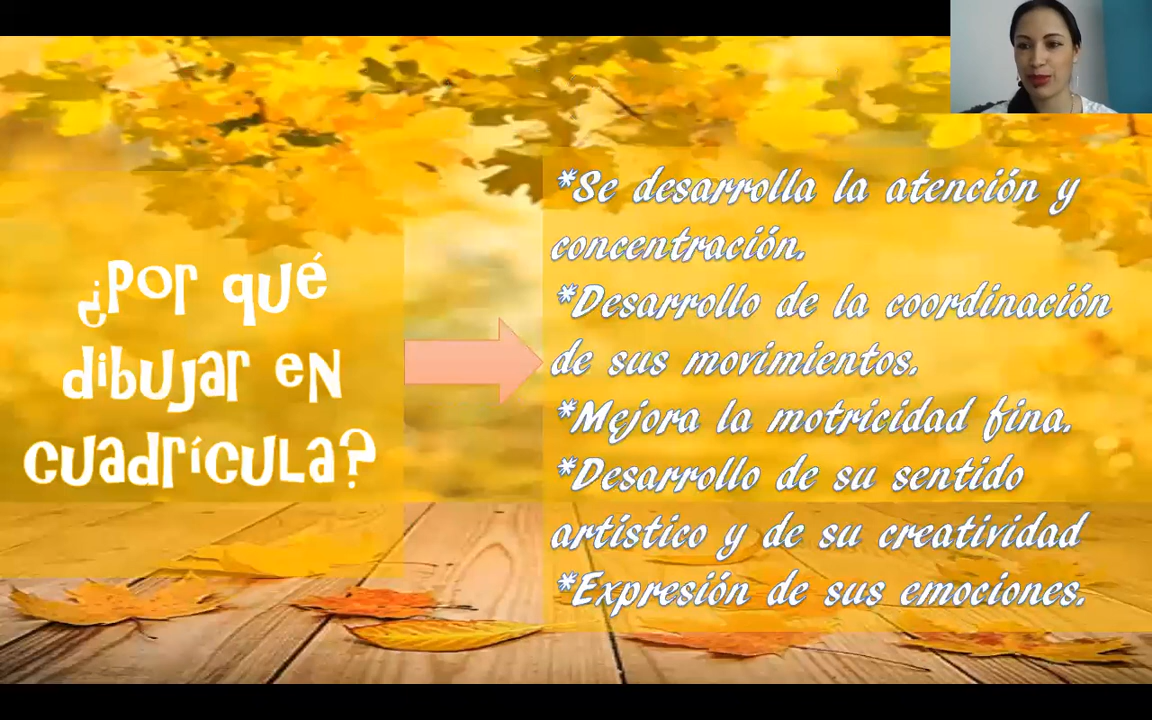 ¿Por qué
dibujar en
cuadrícula?
*Se desarrolla la atención y
concentración.
*Desarrollo de la coordinación
de sus movimientos.
*Mejora la motricidad fina.
*Desarrollo de su sentido
artístico y de su creatividad
*Expresión de sus emociones.